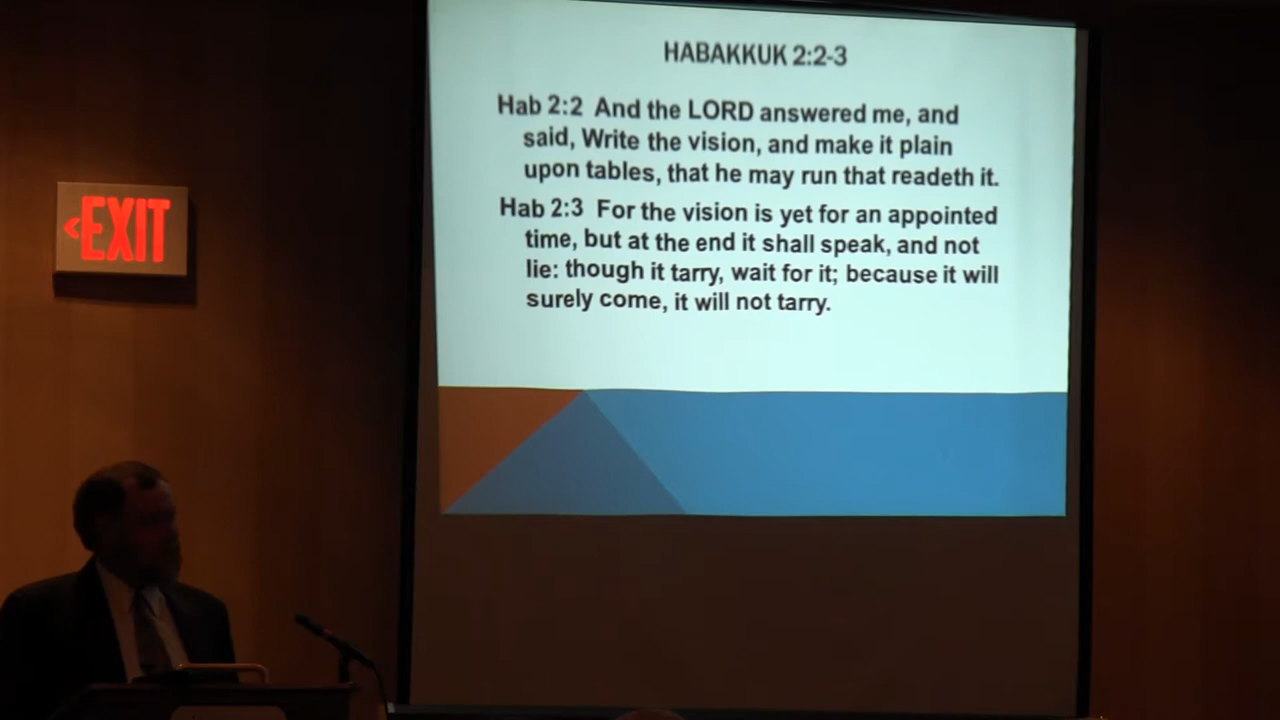 HABAKKUK 2:2-3
Hab 2:2 And the LORD answered me, and
said, Write the vision, and make it plain
upon tables, that he may run that readeth it.
Hab 2:3 For the vision is yet for an appointed
time, but at the end it shall speak, and not
lie: though it tarry, wait for it; because it will
surely come, it will not tarry.
EXIT